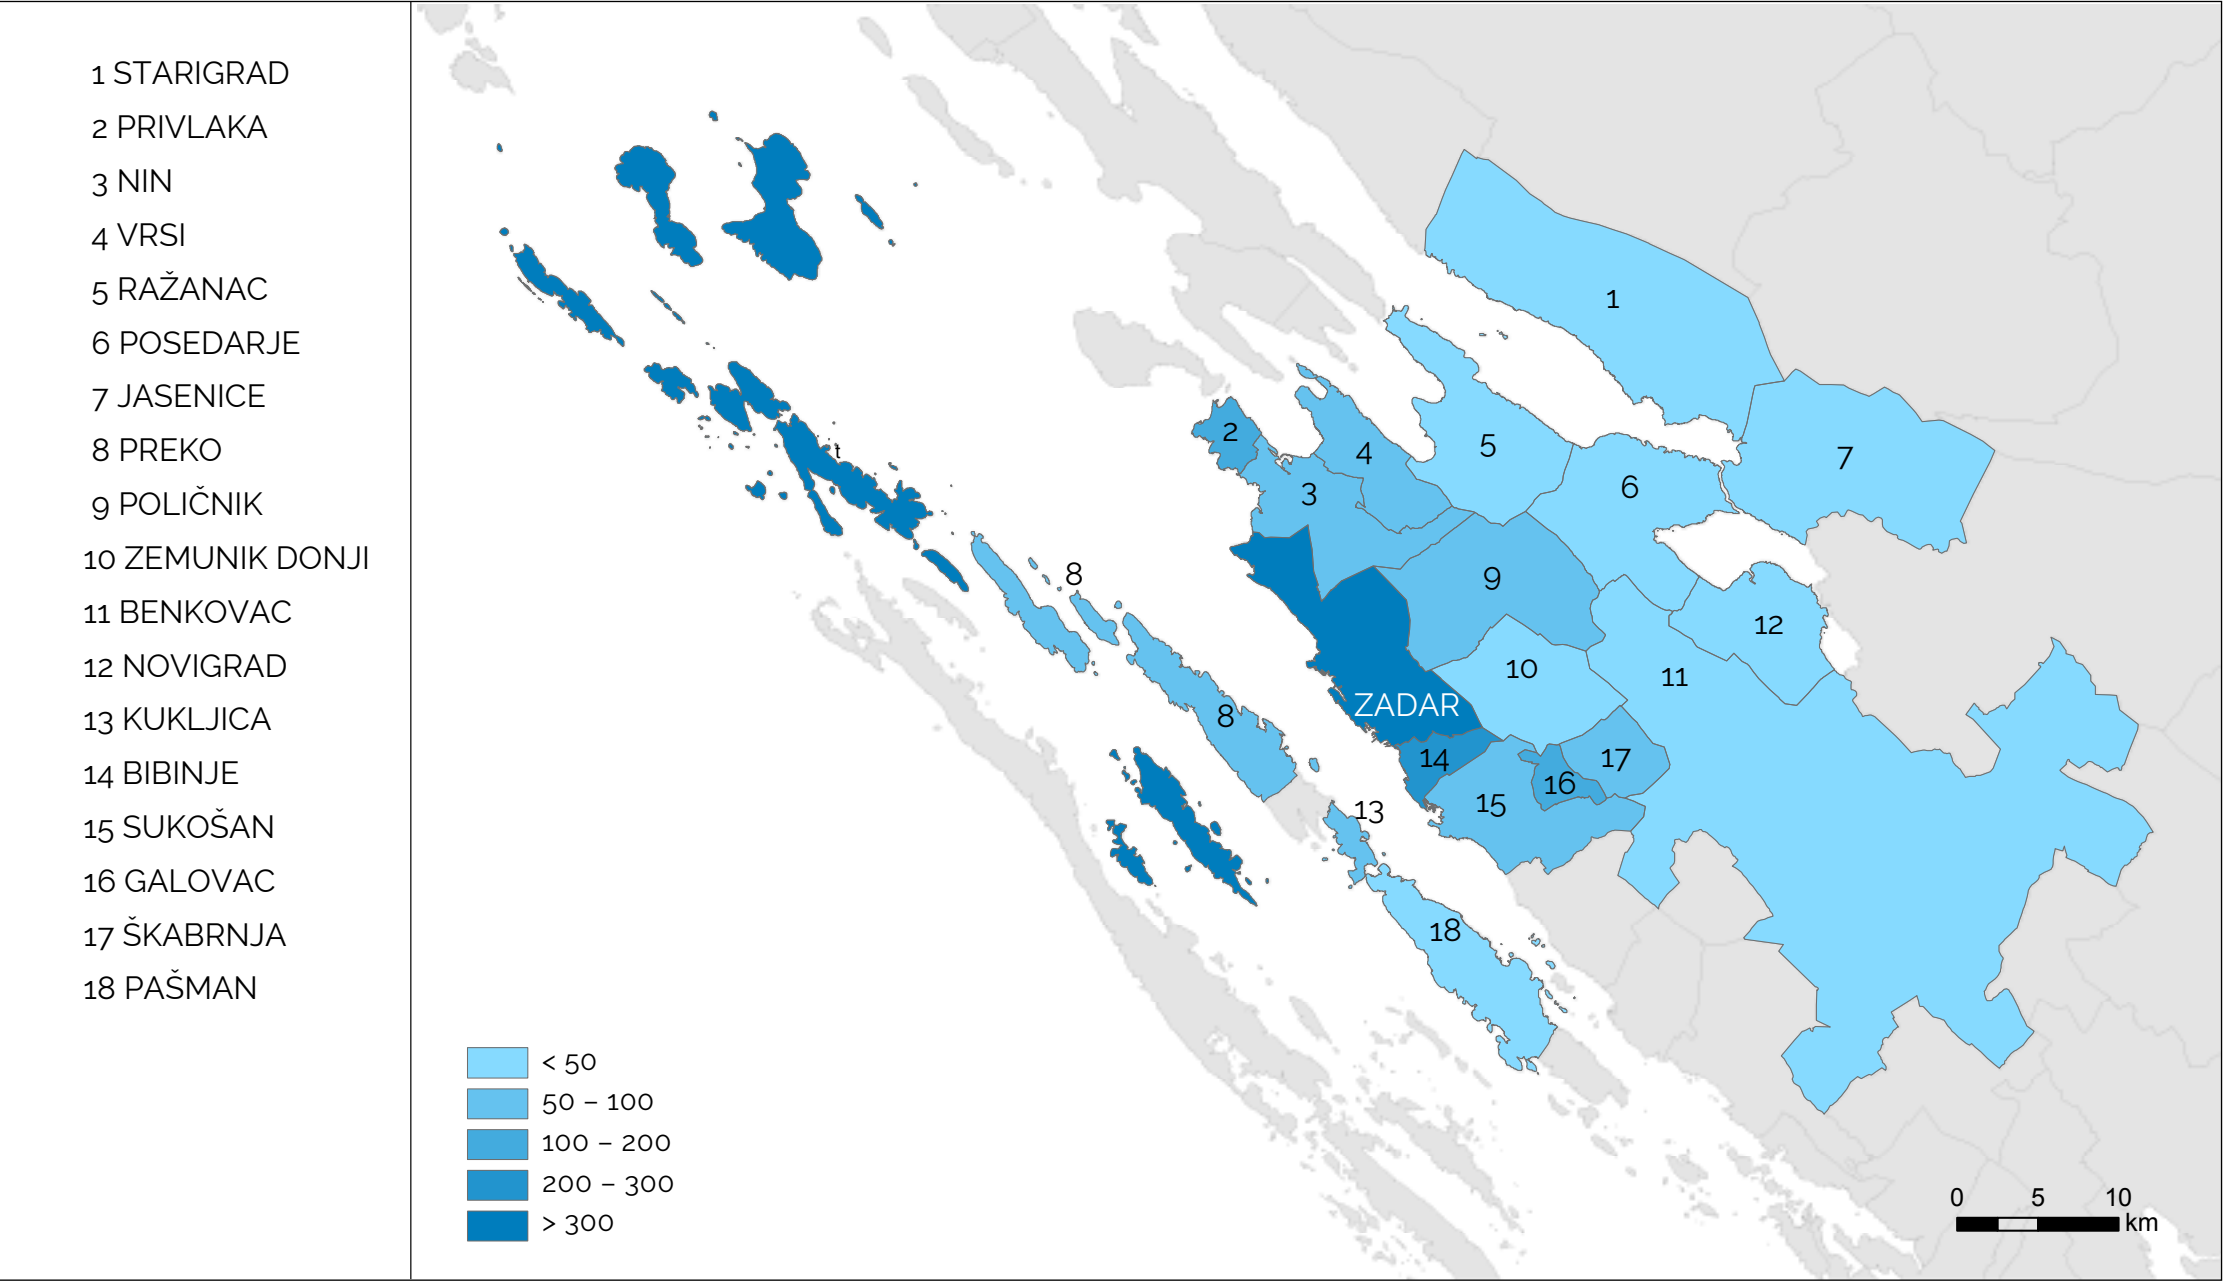 1 STARIGRAD
2 PRIVLAKA
3 NIN
4 VRSI
5 RAŽANAC
6 POSEDARJE
7 JASENICE
8 PREKO
9 POLIČNIK
10 ZEMUNIK DONJI
11 BENKOVAC
12 NOVIGRAD
13 KUKLJICA
14 BIBINJE
15 SUKOŠAN
16 GALOVAC
17 ŠKABRNJA
18 PAŠMAN
1
2
4
5
7
t
3
6
8
9
12
10
11
8
ZADAR
14
17
16
15
13
18
< 50
50 – 100
100 – 200
200 – 300
> 300
0 5 10
km